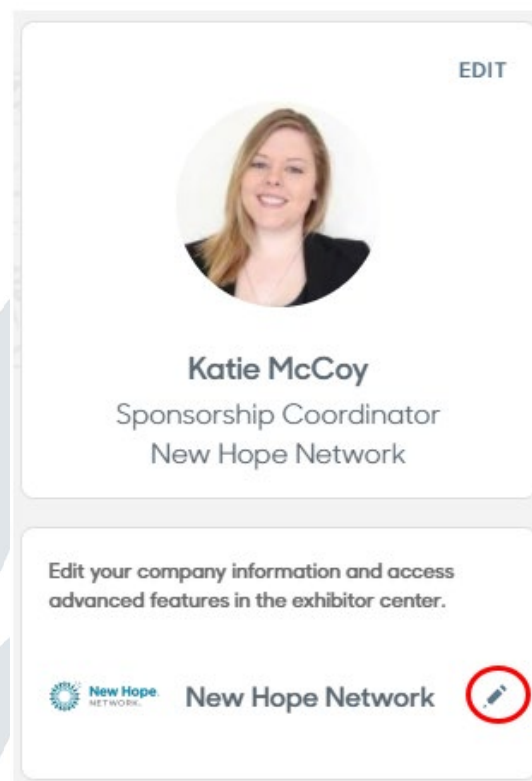 EDIT
Katie McCoy
Sponsorship Coordinator
New Hope Network
Edit your company information and access
advanced features in the exhibitor center.
New Hope
NETWORK.
New Hope Network